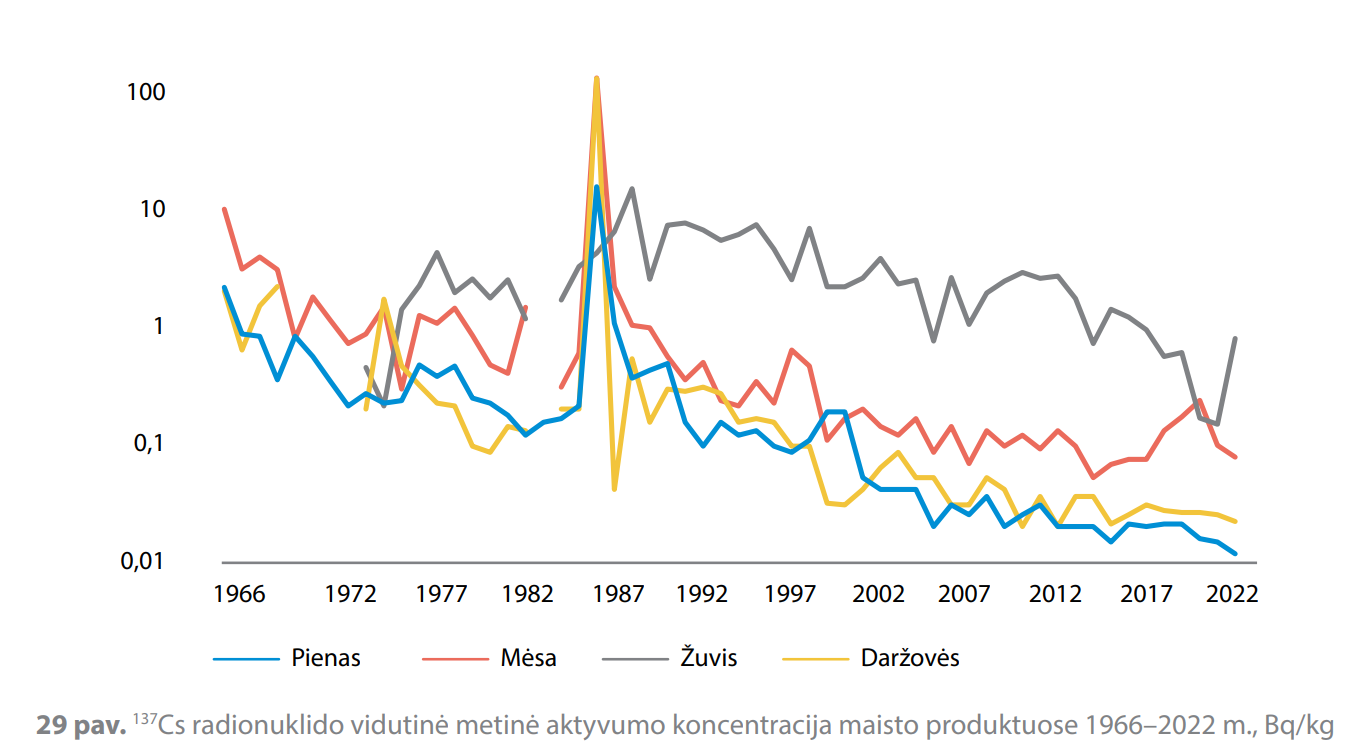 100
10
1
0,1
0,01
1966 1972 1977 1982 1987 1992 1997 2002 2007 2012 2017 2022
Pienas Mėsa Žuvis Daržovės
29 pav. ¹³⁷Cs radionuklido vidutinė metinė aktyvumo koncentracija maisto produktuose 1966–2022 m., Bq/kg